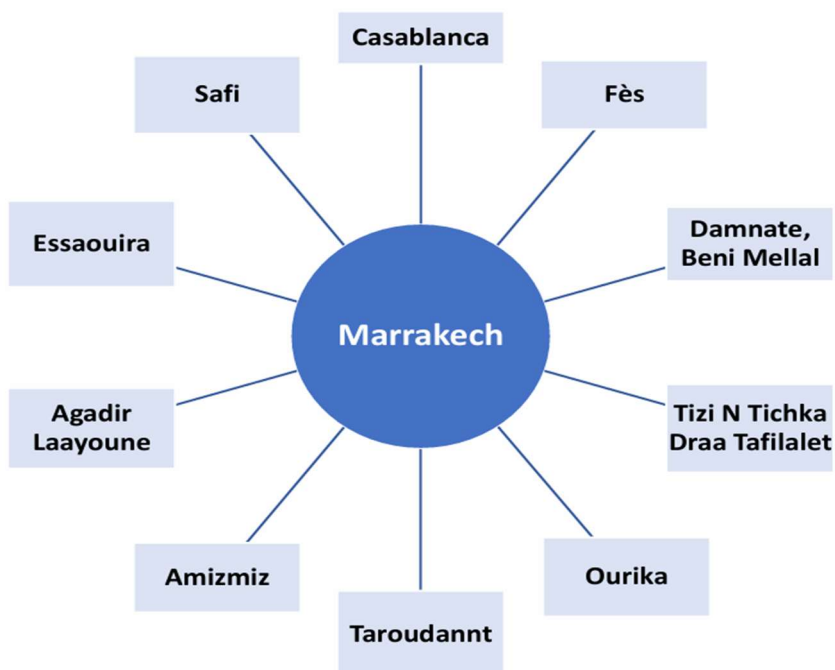 Casablanca
Safi
Fès
Essaouira
Damnate,
Beni Mellal
Marrakech
Agadir
Laayoune
Tizi N Tichka
Draa Tafilalet
Amizmiz
Ourika
Taroudannt